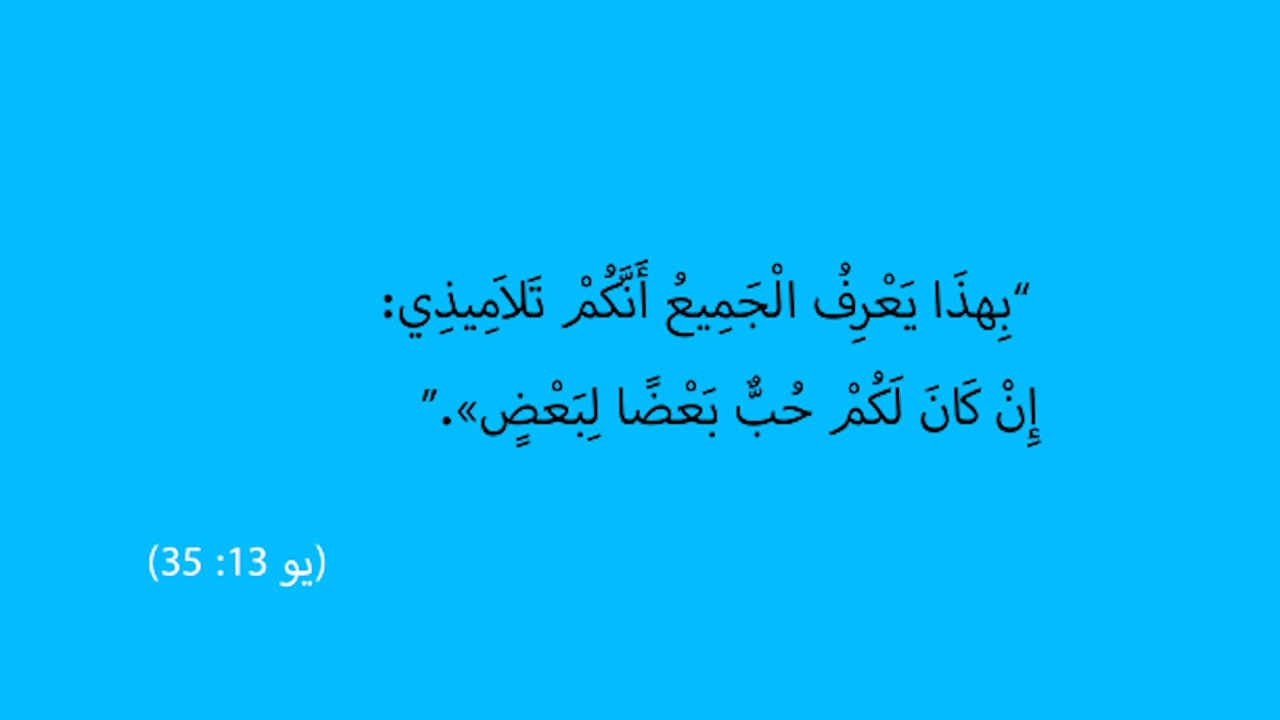 “بِهذَا يَعْرِفُ الْجَمِيعُ أَنَّكُمْ تَلاَمِيذِي:
إِنْ كَانَ لَكُمْ حُبٌّ بَعْضًا لِبَعْضٍ».”
(يو 13: 35)